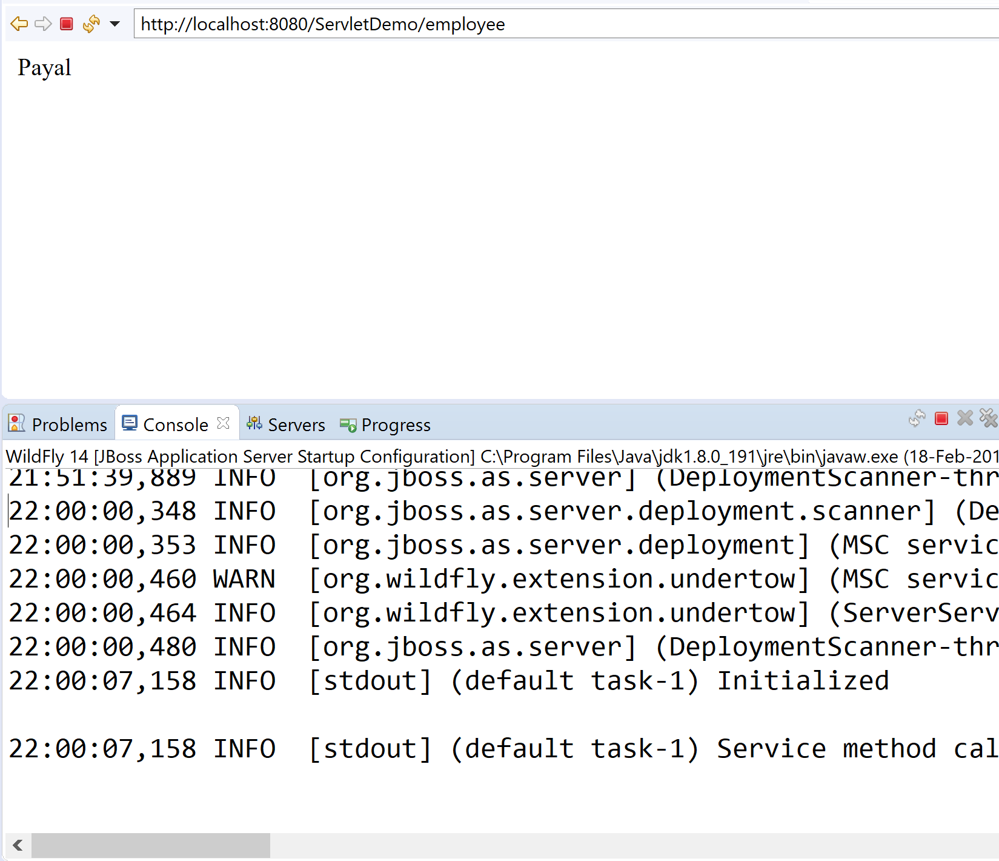 http://localhost:8080/ServletDemo/employee
Payal
Problems Console Servers Progress
WildFly 14 [JBoss Application Server Startup Configuration] C:\Program Files\Java\jdk1.8.0_191\jre\bin\javaw.exe (18-Feb-201
21:51:39,889 INFO [org.jboss.as.server] (DeploymentScanner-thr
22:00:00,348 INFO [org.jboss.as.server.deployment.scanner] (De
22:00:00,353 INFO [org.jboss.as.server.deployment] (MSC servic
22:00:00,460 WARN [org.wildfly.extension.undertow] (MSC servic
22:00:00,464 INFO [org.wildfly.extension.undertow] (ServerServ
22:00:00,480 INFO [org.jboss.as.server] (DeploymentScanner-thr
22:00:07,158 INFO [stdout] (default task-1) Initialized
22:00:07,158 INFO [stdout] (default task-1) Service method cal